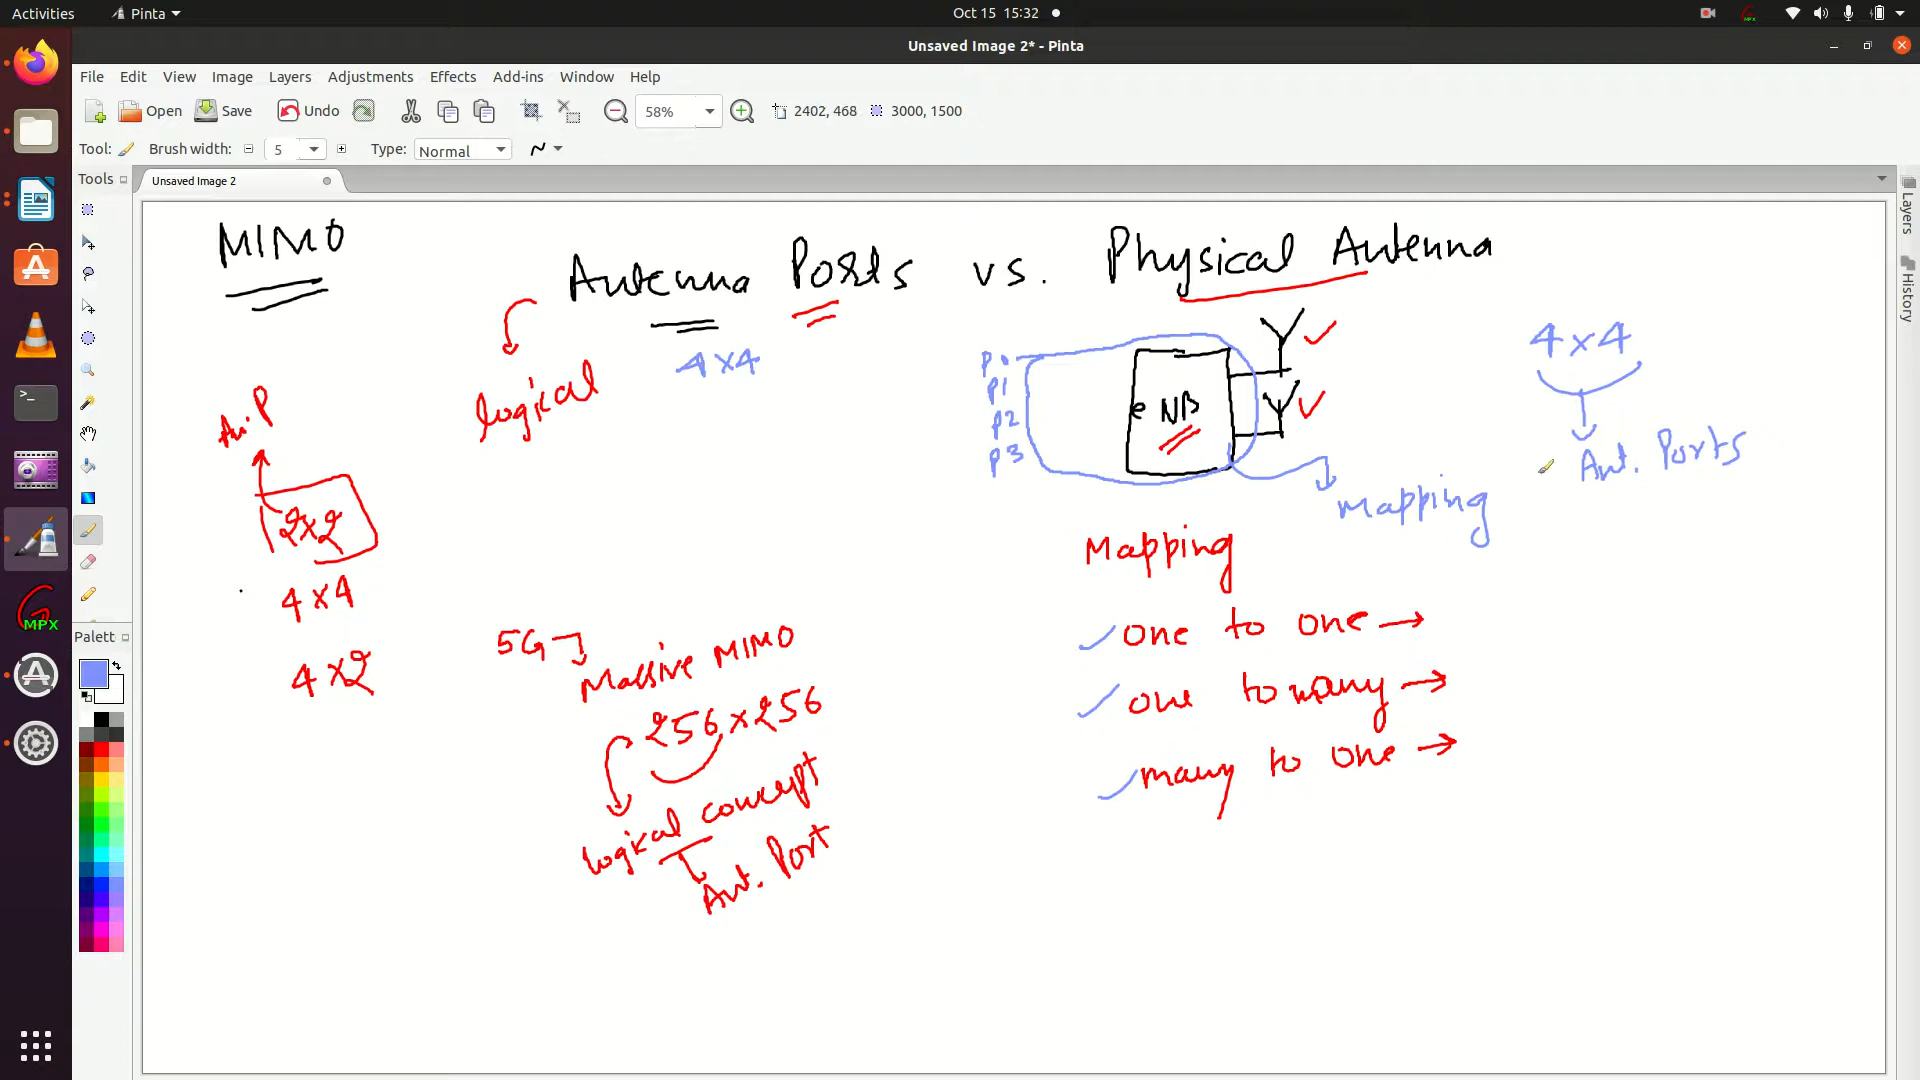 Activities
Pinta
Oct 15 15:32
Unsaved Image 2* - Pinta
File Edit View Image Layers Adjustments Effects Add-ins Window Help
Open Save Undo 58% 2402, 468 3000, 1500
Tool: Brush width: 5 Type: Normal
Tools
Unsaved Image 2
Layers
History
MIMO
Antenna Ports vs. Physical Antenna
4x4
logical
An. P
2x2
4x4
4x2
P0
P1
P2
P3
eNB
4x4
Ant. Ports
mapping
Mapping
one to one →
one to many →
many to one →
5G
Massive MIMO
256x256
logical concept
Ant. Port
MPX
Palett